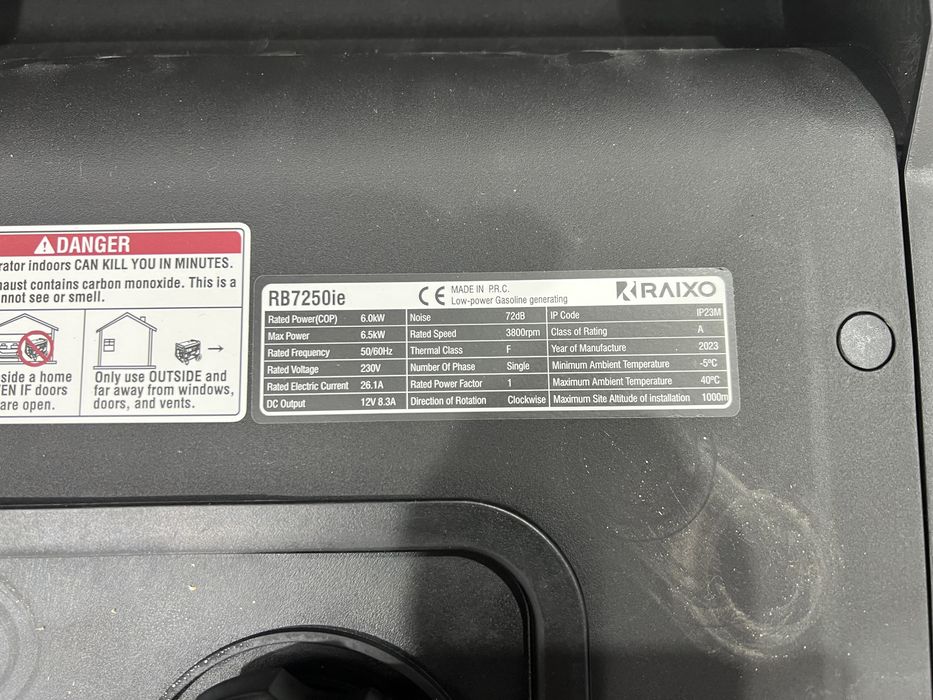 DANGER
rator indoors CAN KILL YOU IN MINUTES.
haust contains carbon monoxide. This is a
nnot see or smell.
side a home
EN IF doors
are open.
Only use OUTSIDE and
far away from windows,
doors, and vents.
RB7250ie
CE
MADE IN P.R.C.
Low-power Gasoline generating
RAIXO
Rated Power(COP) 6.0kW Noise 72dB IP Code IP23M
Max Power 6.5kW Rated Speed 3800rpm Class of Rating A
Rated Frequency 50/60Hz Thermal Class F Year of Manufacture 2023
Rated Voltage 230V Number Of Phase Single Minimum Ambient Temperature -5ºC
Rated Electric Current 26.1A Rated Power Factor 1 Maximum Ambient Temperature 40ºC
DC Output 12V 8.3A Direction of Rotation Clockwise Maximum Site Altitude of installation 1000m